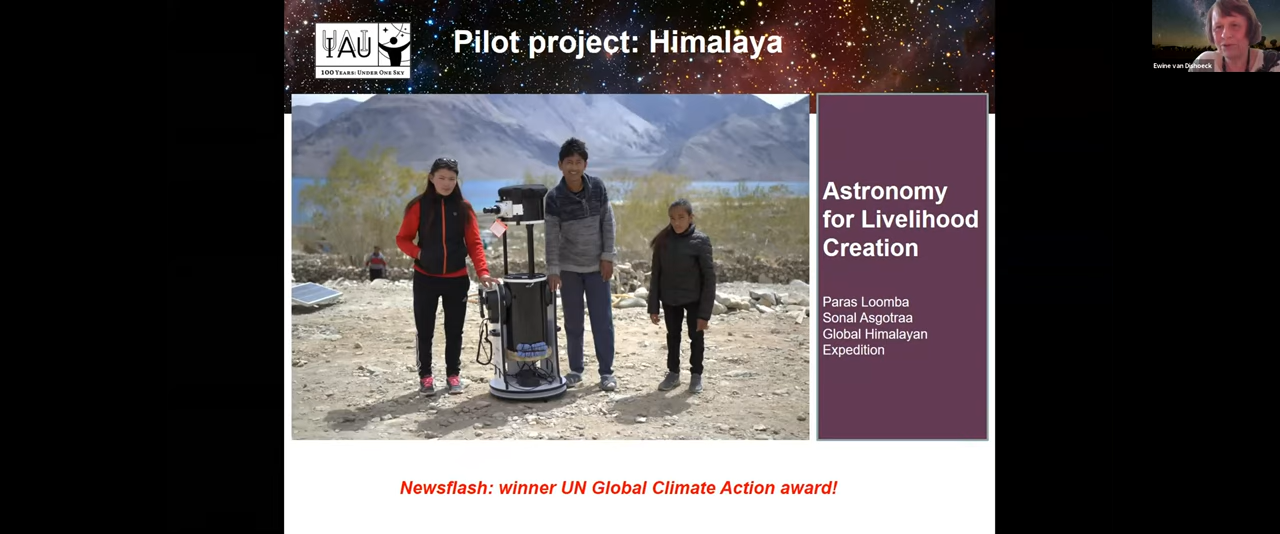 IAU
100 Years: Under One Sky
Pilot project: Himalaya
Ewine van Dishoeck
Astronomy
for Livelihood
Creation
Paras Loomba
Sonal Asgotraa
Global Himalayan
Expedition
Newsflash: winner UN Global Climate Action award!